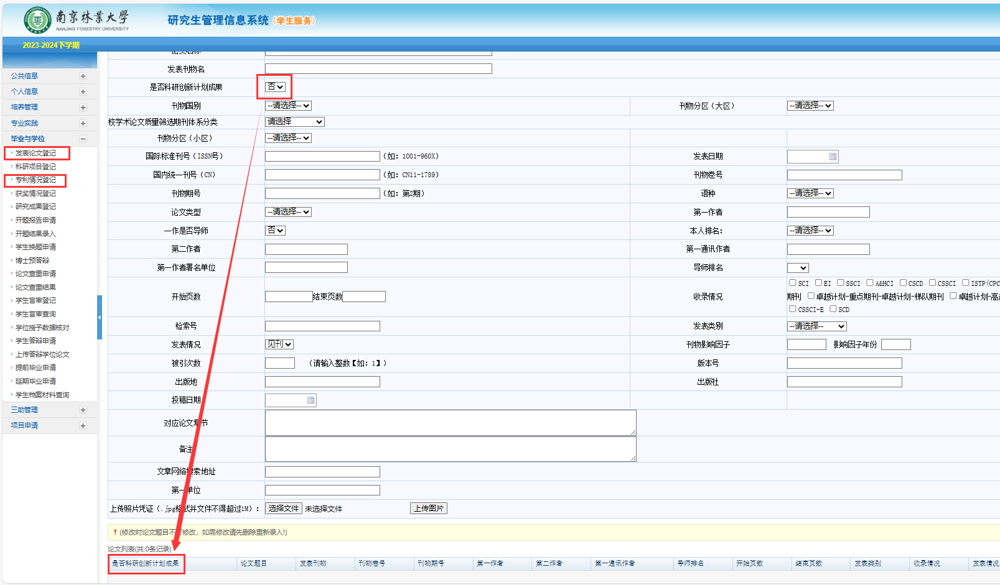 南京林業大學
NANJING FORESTRY UNIVERSITY
研究生管理信息系统 (学生服务)
2023-2024下学期
公共信息
个人信息
培养管理
专业实践
毕业与学位
发表论文登记
科研项目登记
专利情况登记
获奖情况登记
研究成果登记
开题报告申请
开题结果录入
学生换题申请
博士预答辩
论文查重申请
论文查重结果
学生盲审登记
学生盲审查询
学位授予数据核对
学生答辩申请
上传答辩学位论文
提前毕业申请
延期毕业申请
学生档案材料查询
三助管理
项目申请
论文名称
发表刊物名
是否科研创新计划成果 否
刊物国别 --请选择-- 刊物分区（大区） --请选择--
校学术论文质量筛选期刊体系分类 请选择
刊物分区（小区） --请选择--
国际标准刊号（ISSN号） （如：1001-960X） 发表日期
国内统一刊号（CN） （如：CN11-1789） 刊物卷号
刊物期号 （如：第2期） 语种 --请选择--
论文类型 --请选择-- 第一作者
一作是否导师 否 本人排名: --请选择--
第二作者 第一通讯作者
第一作者署名单位 导师排名
开始页数 结束页数 收录情况 SCI EI SSCI A&HCI CSCD CSSCI ISTP(CPC
期刊 卓越计划-重点期刊-卓越计划-梯队期刊 卓越计划-高
CSSCI-E SCD
检索号 发表类别 --请选择--
发表情况 见刊 刊物影响因子 影响因子年份
被引次数 （请输入整数【如：1】） 版本号
出版地 出版社
投稿日期
对应论文章节
备注
文章网络搜索地址
第一单位
上传照片凭证（.jpg格式并文件不得超过1M）： 选择文件 未选择文件 上传图片
(修改时论文题目不可修改，如需修改请先删除重新录入!)
论文列表(共:0条记录)
是否科研创新计划成果 论文题目 发表刊物 刊物卷号 刊物期号 第一作者 第二作者 第一通讯作者 导师排名 开始页数 结束页数 发表类别 收录情况 发表情况